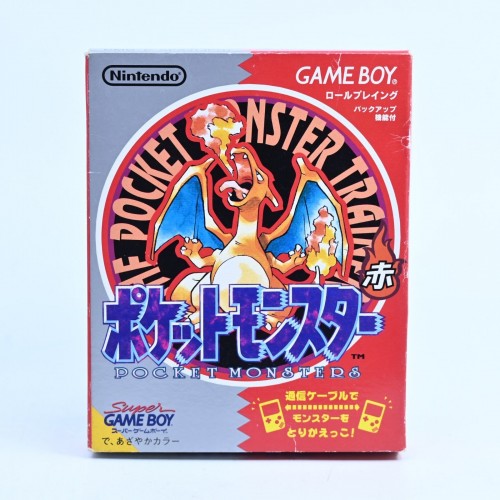 Nintendo
GAME BOY®
ロールプレイング
バックアップ
機能付
THE POCKET MONSTER TRAINE
赤
ポケットモンスター
TM
POCKET MONSTERS
Super
GAME BOY
スーパーゲームボーイ
で、あざやかカラー
通信ケーブルで
モンスターを
とりかえっこ!